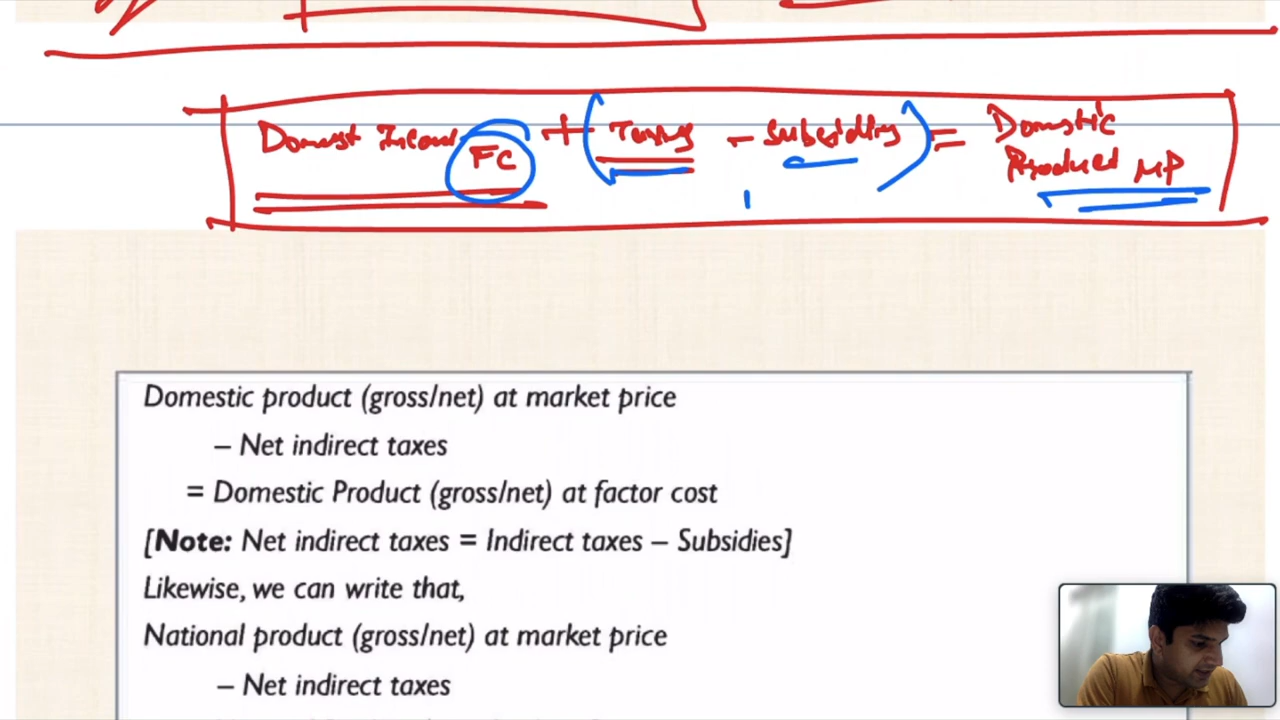 Domest Income FC + (Taxes - Subsidies) = Domestic Product MP
Domestic product (gross/net) at market price
– Net indirect taxes
= Domestic Product (gross/net) at factor cost
[Note: Net indirect taxes = Indirect taxes – Subsidies]
Likewise, we can write that,
National product (gross/net) at market price
– Net indirect taxes